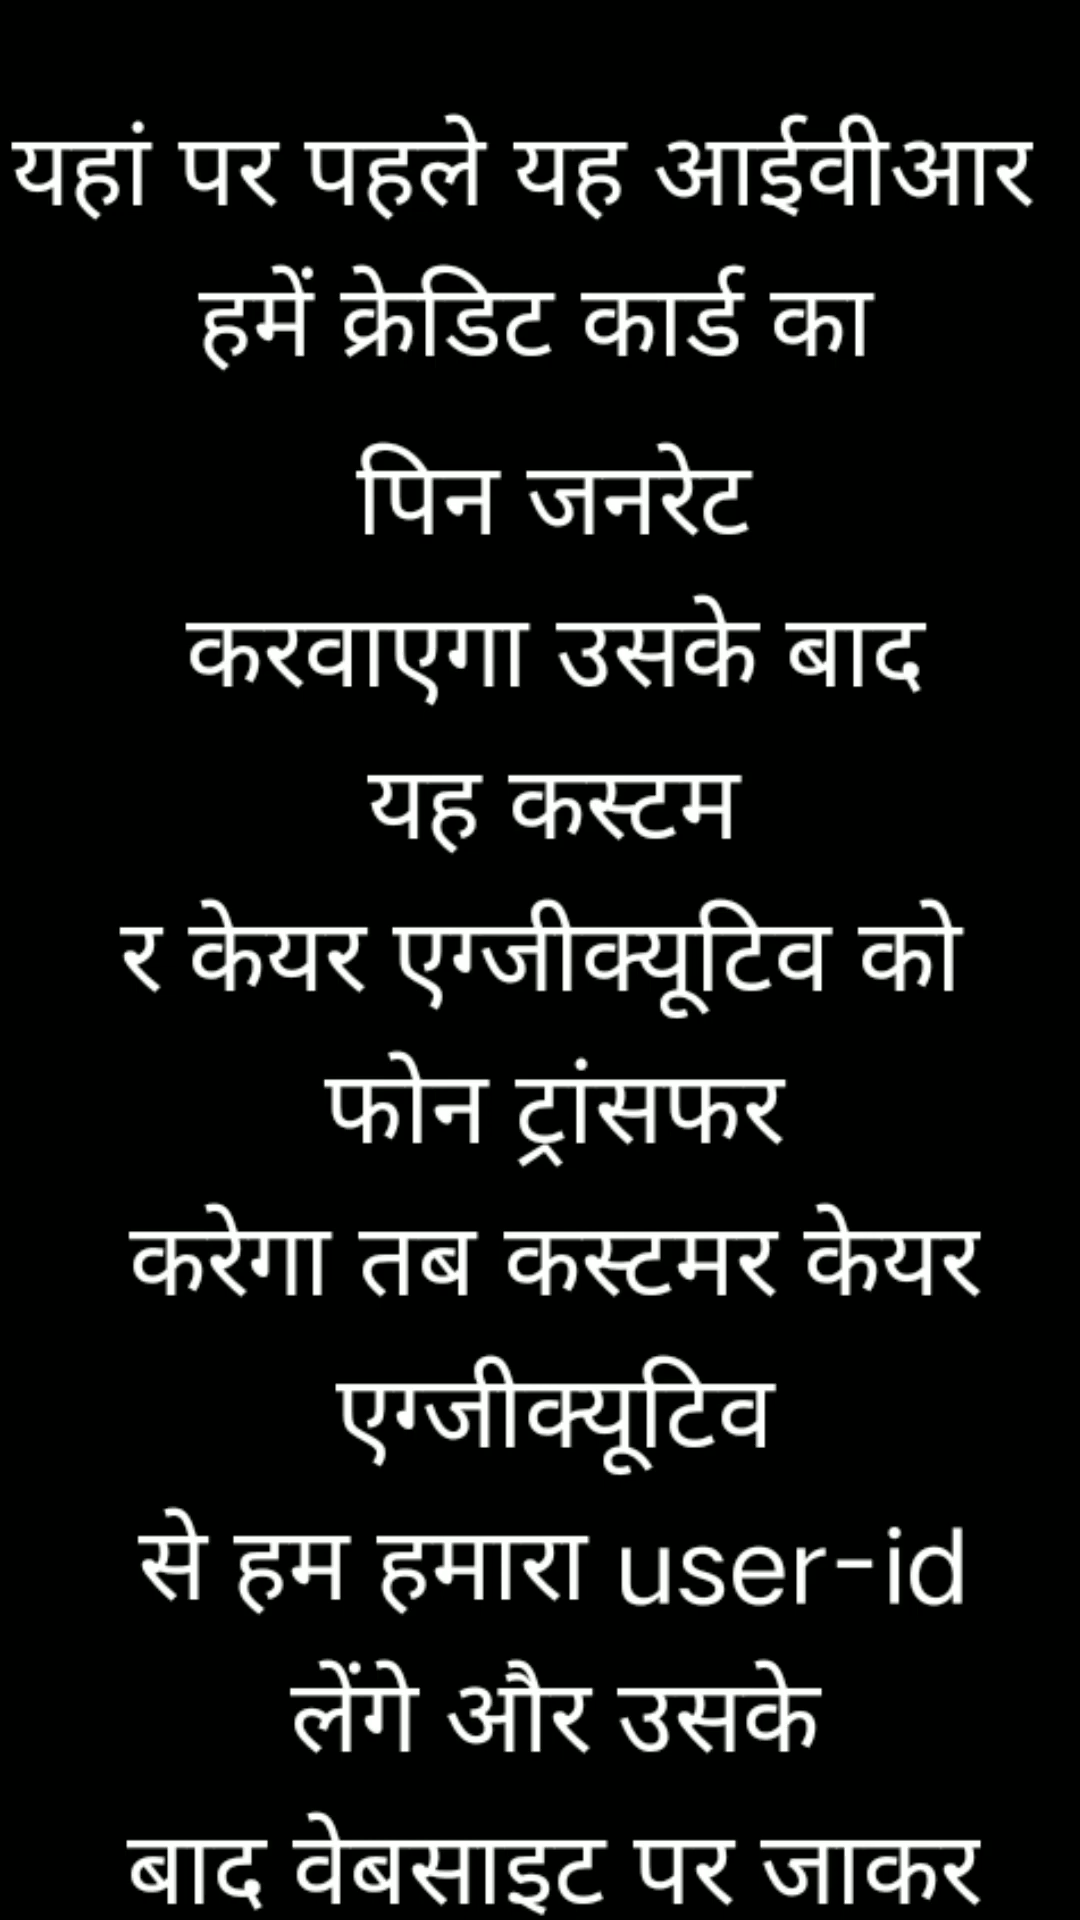 यहां पर पहले यह आईवीआर
हमें क्रेडिट कार्ड का
पिन जनरेट
करवाएगा उसके बाद
यह कस्टम
र केयर एग्जीक्यूटिव को
फोन ट्रांसफर
करेगा तब कस्टमर केयर
एग्जीक्यूटिव
से हम हमारा user-id
लेंगे और उसके
बाद वेबसाइट पर जाकर